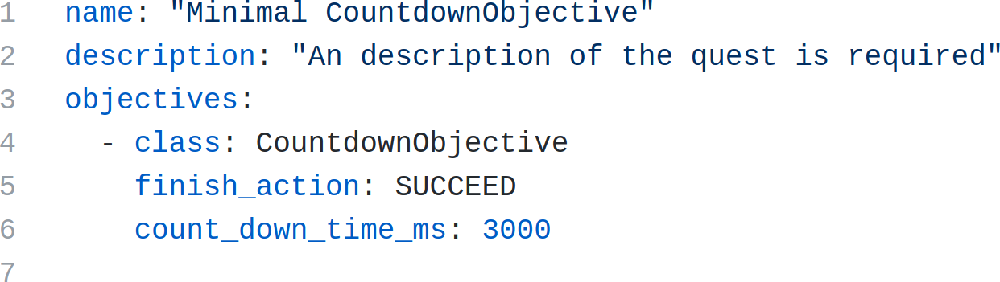 1 name: "Minimal CountdownObjective"
2 description: "An description of the quest is required"
3 objectives:
4   - class: CountdownObjective
5     finish_action: SUCCEED
6     count_down_time_ms: 3000
7